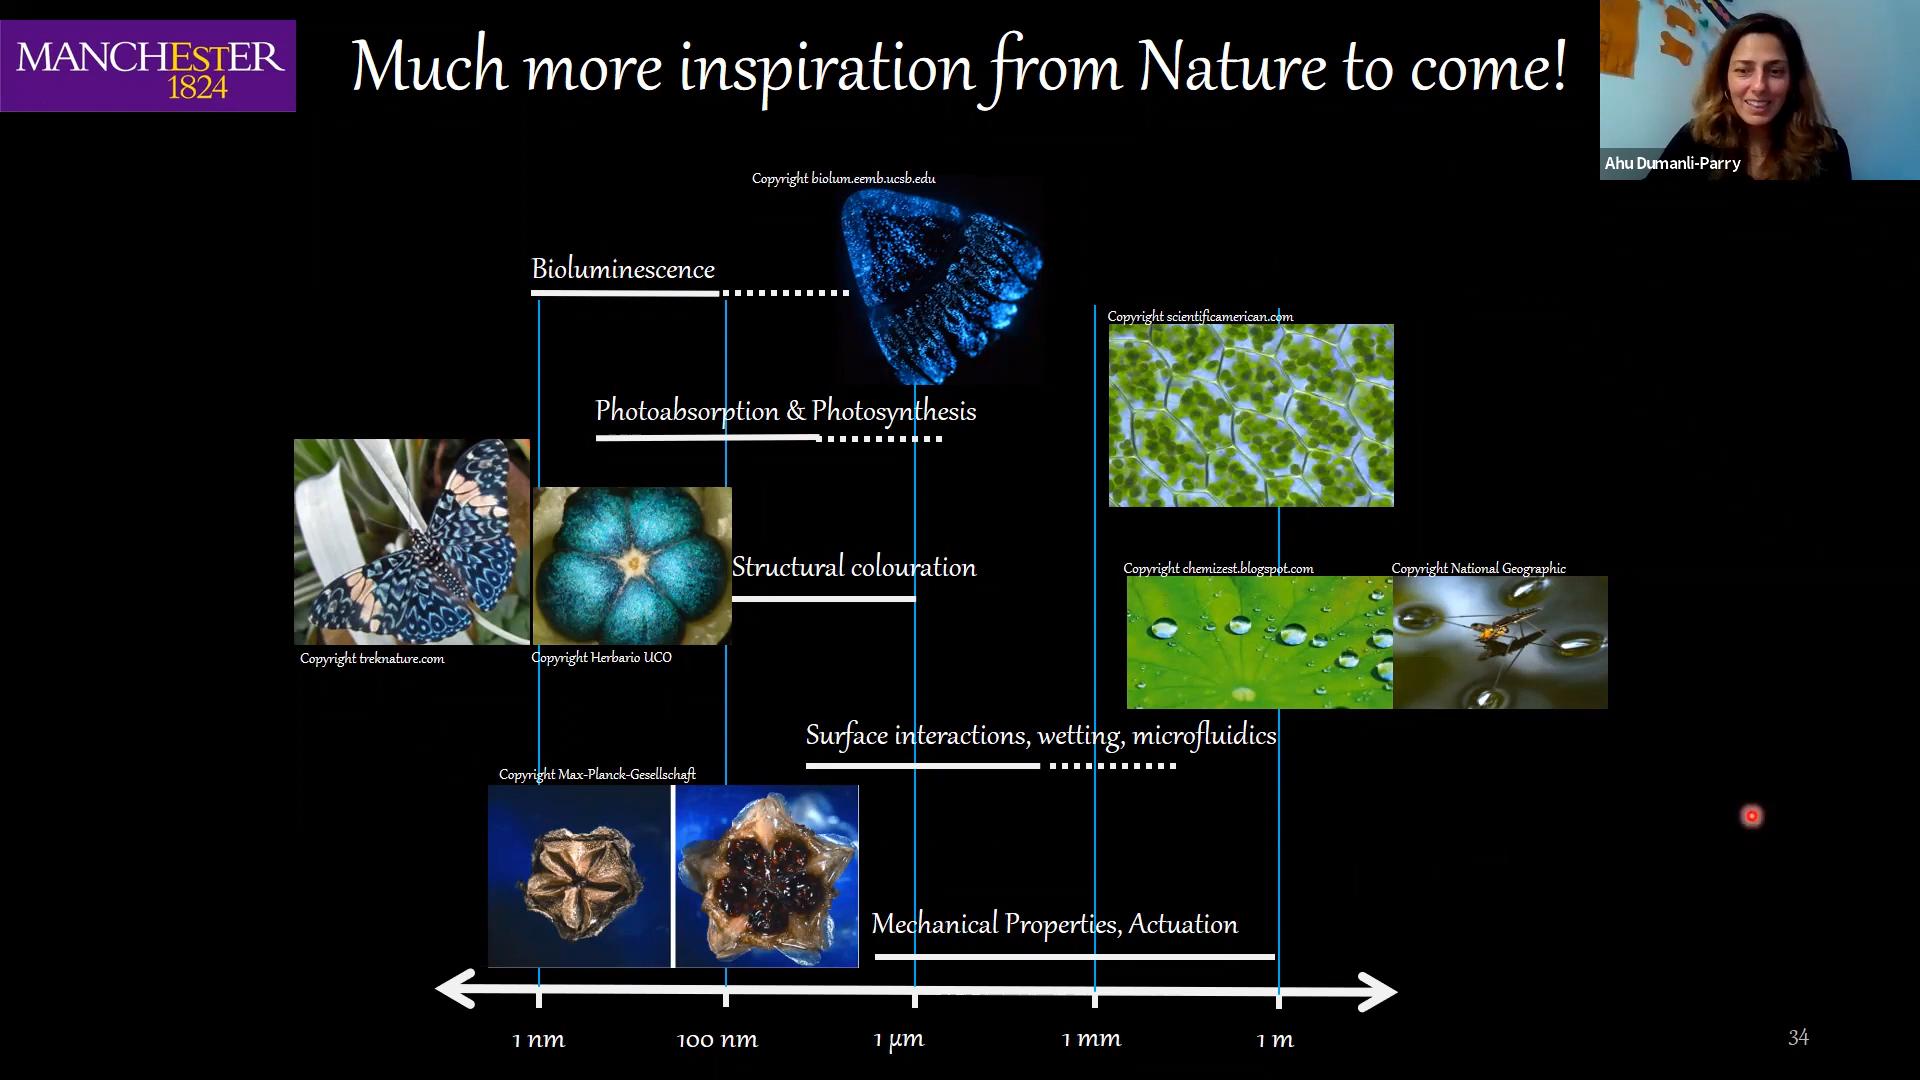 MANCHESTER
1824
Much more inspiration from Nature to come!
Ahu Dumanli-Parry
Copyright biolum.eemb.ucsb.edu
Bioluminescence
Copyright scientificamerican.com
Photoabsorption & Photosynthesis
Structural colouration
Copyright chemizest.blogspot.com
Copyright National Geographic
Copyright treknature.com
Copyright Herbario UCO
Surface interactions, wetting, microfluidics
Copyright Max-Planck-Gesellschaft
Mechanical Properties, Actuation
1 nm
100 nm
1 µm
1 mm
1 m
34